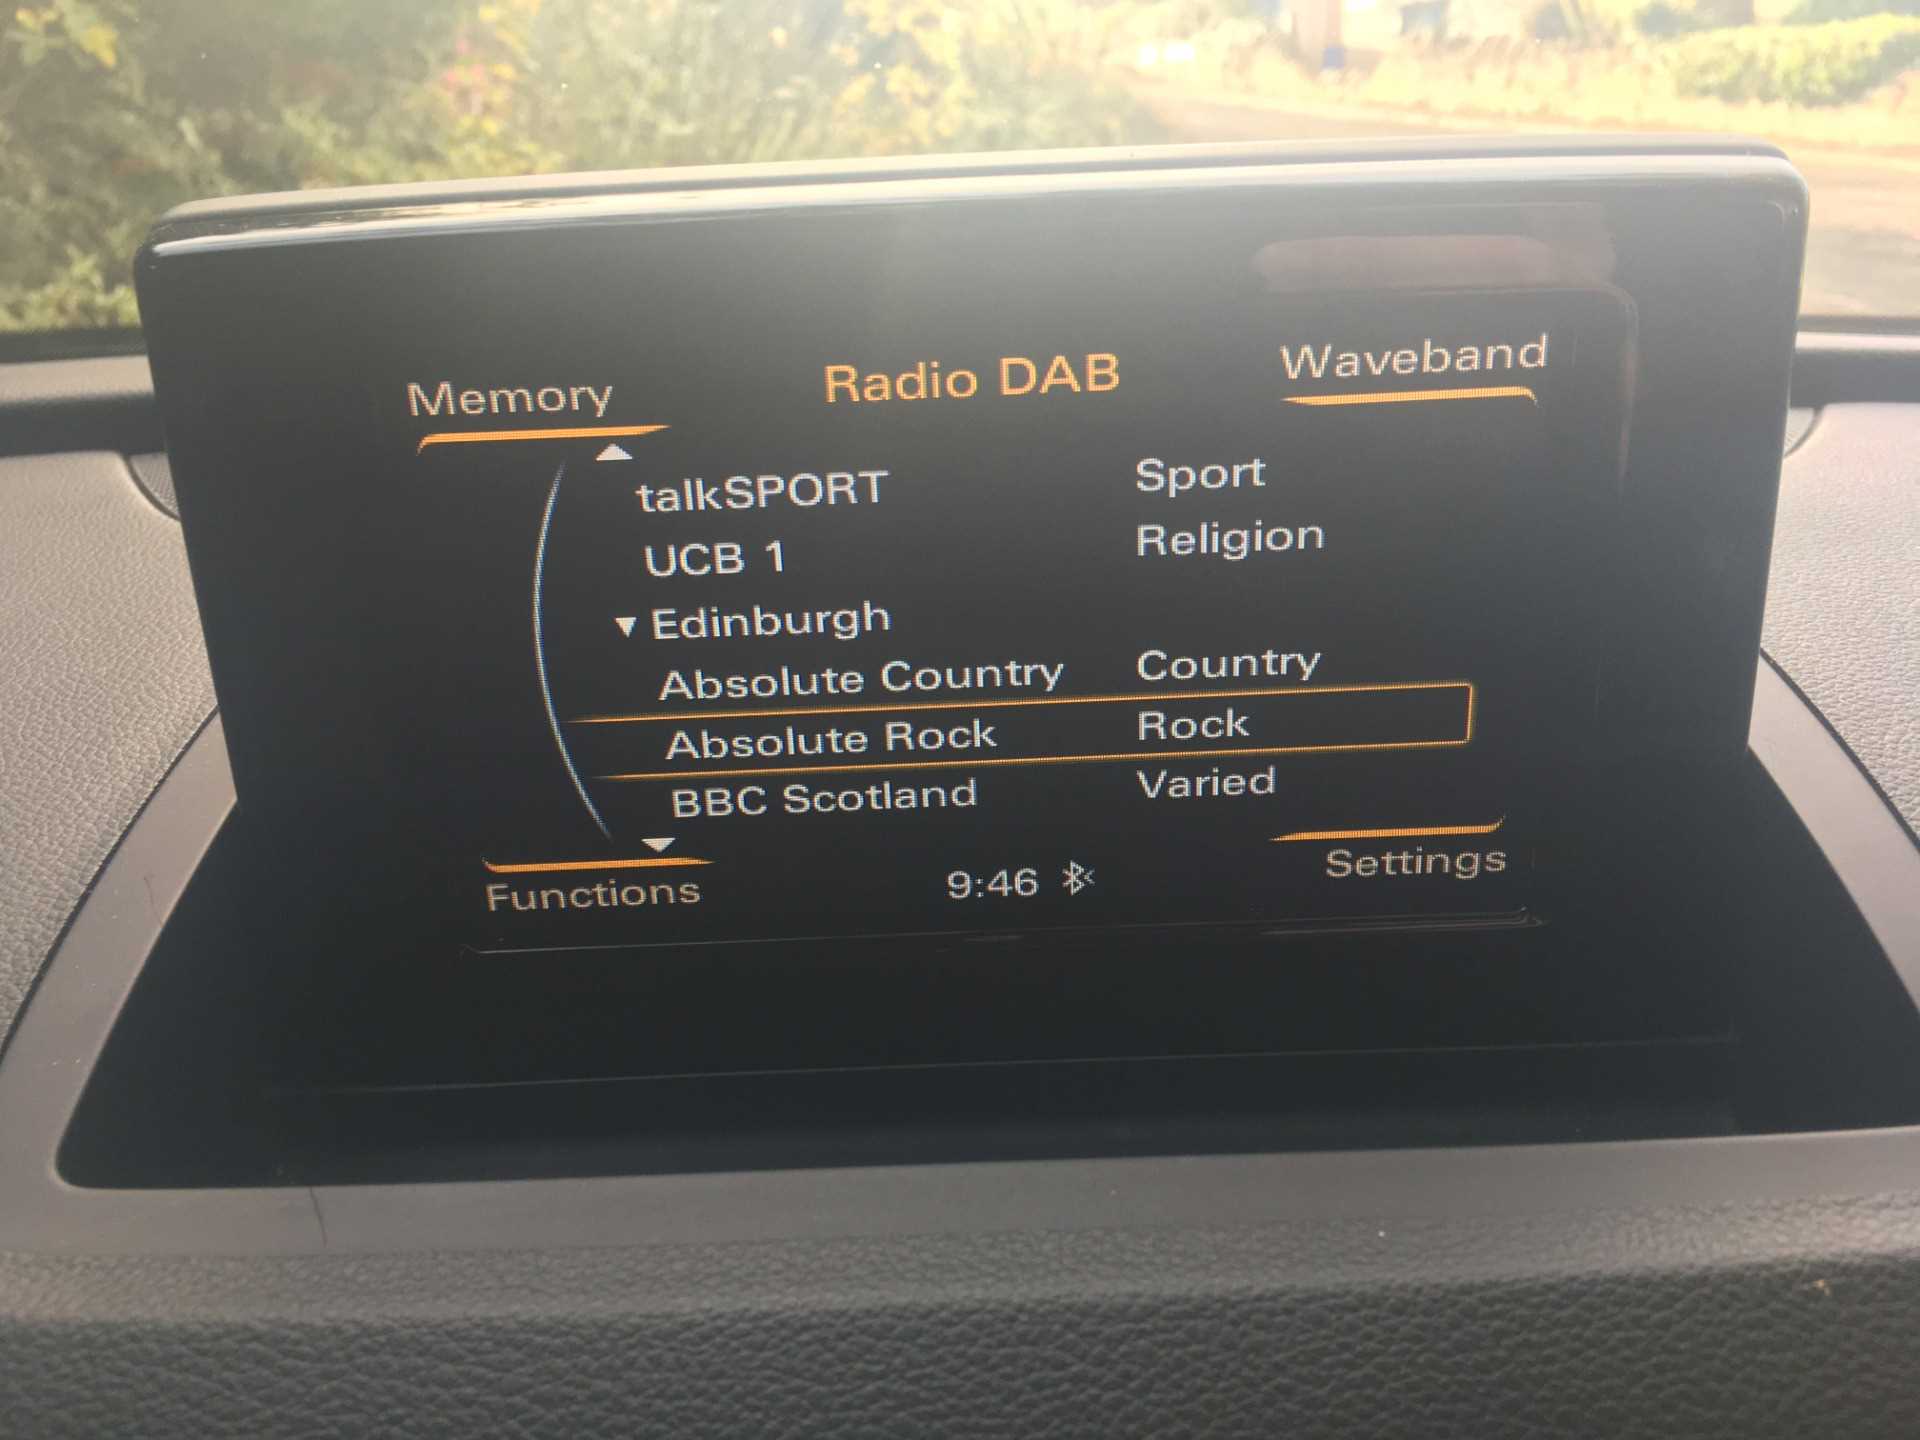 Memory Radio DAB Waveband
talkSPORT Sport
UCB 1 Religion
Edinburgh
Absolute Country Country
Absolute Rock Rock
BBC Scotland Varied
Functions 9:46 Settings